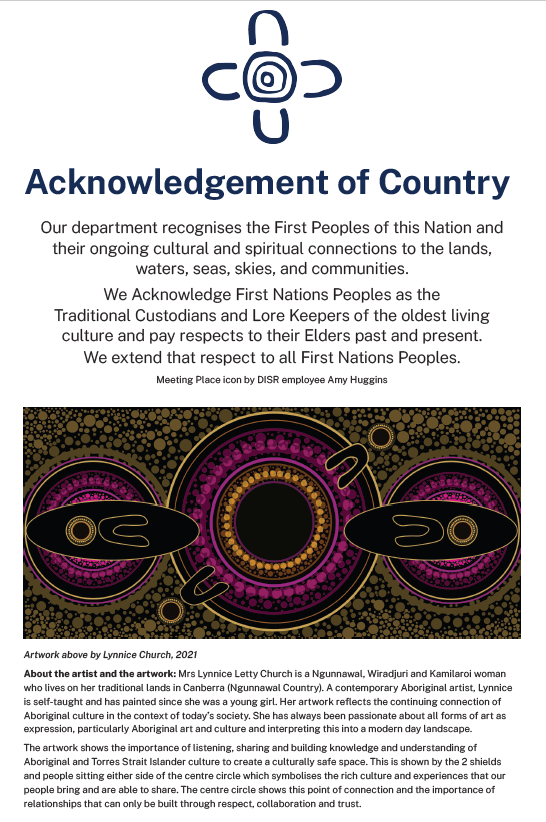 Acknowledgement of Country
Our department recognises the First Peoples of this Nation and
their ongoing cultural and spiritual connections to the lands,
waters, seas, skies, and communities.
We Acknowledge First Nations Peoples as the
Traditional Custodians and Lore Keepers of the oldest living
culture and pay respects to their Elders past and present.
We extend that respect to all First Nations Peoples.
Meeting Place icon by DISR employee Amy Huggins
Artwork above by Lynnice Church, 2021
About the artist and the artwork: Mrs Lynnice Letty Church is a Ngunnawal, Wiradjuri and Kamilaroi woman
who lives on her traditional lands in Canberra (Ngunnawal Country). A contemporary Aboriginal artist, Lynnice
is self-taught and has painted since she was a young girl. Her artwork reflects the continuing connection of
Aboriginal culture in the context of today's society. She has always been passionate about all forms of art as
expression, particularly Aboriginal art and culture and interpreting this into a modern day landscape.
The artwork shows the importance of listening, sharing and building knowledge and understanding of
Aboriginal and Torres Strait Islander culture to create a culturally safe space. This is shown by the 2 shields
and people sitting either side of the centre circle which symbolises the rich culture and experiences that our
people bring and are able to share. The centre circle shows this point of connection and the importance of
relationships that can only be built through respect, collaboration and trust.